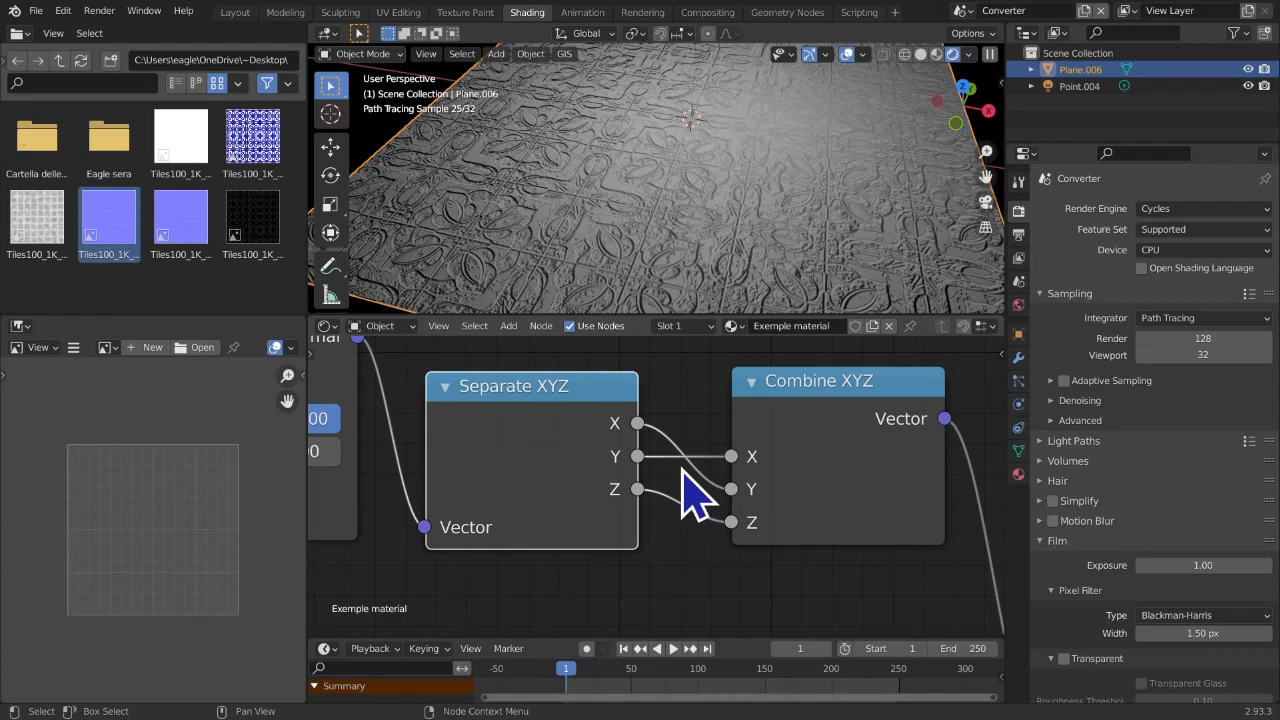 File Edit Render Window Help Layout Modeling Sculpting UV Editing Texture Paint Shading Animation Rendering Compositing Geometry Nodes Scripting + Converter View Layer
View Select
C:\Users\eagle\OneDrive\~Desktop\
Cartella delle... Eagle sera Tiles100_1K_... Tiles100_1K_...
Tiles100_1K_... Tiles100_1K_... Tiles100_1K_... Tiles100_1K_...
View New Open
Global Options
Object Mode View Select Add Object GIS
User Perspective
(1) Scene Collection | Plane.006
Path Tracing Sample 25/32
Z
X
Object View Select Add Node Use Nodes Slot 1 Exemple material
00
0
Separate XYZ
X
Y
Z
Vector
Combine XYZ
Vector
X
Y
Z
Exemple material
Playback Keying View Marker 1 Start 1 End 250
-50 1 50 100 150 200 250 300
Summary
Scene Collection
Plane.006
Point.004
Converter
Render Engine Cycles
Feature Set Supported
Device CPU
Open Shading Language
Sampling
Integrator Path Tracing
Render 128
Viewport 32
Adaptive Sampling
Denoising
Advanced
Light Paths
Volumes
Hair
Simplify
Motion Blur
Film
Exposure 1.00
Pixel Filter
Type Blackman-Harris
Width 1.50 px
Transparent
Transparent Glass
Roughness Threshol. 0.10
Select Box Select Pan View Node Context Menu 2.93.3